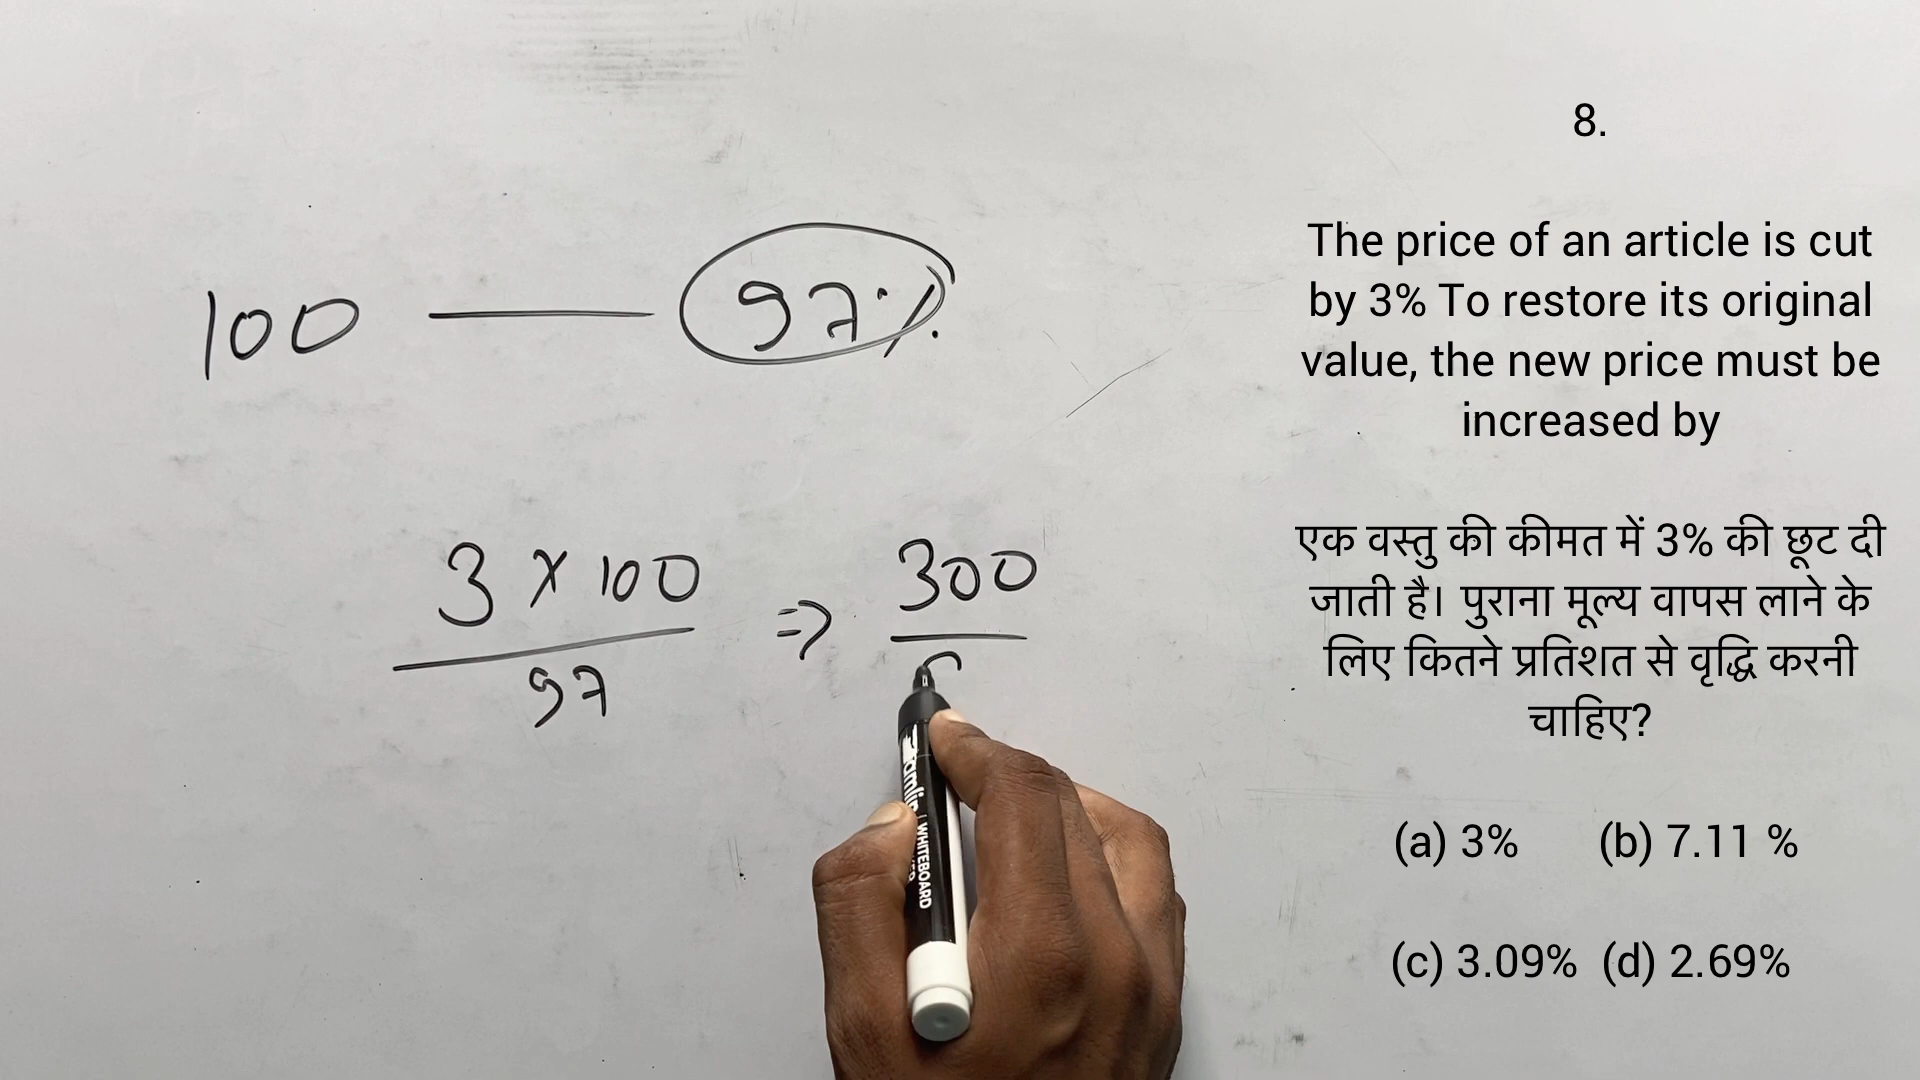 100 — 97%
3 × 100 / 97 ⇒ 300 /
WHITEBOARD
8.
The price of an article is cut
by 3% To restore its original
value, the new price must be
increased by
एक वस्तु की कीमत में 3% की छूट दी
जाती है। पुराना मूल्य वापस लाने के
लिए कितने प्रतिशत से वृद्धि करनी
चाहिए?
(a) 3% (b) 7.11 %
(c) 3.09% (d) 2.69%